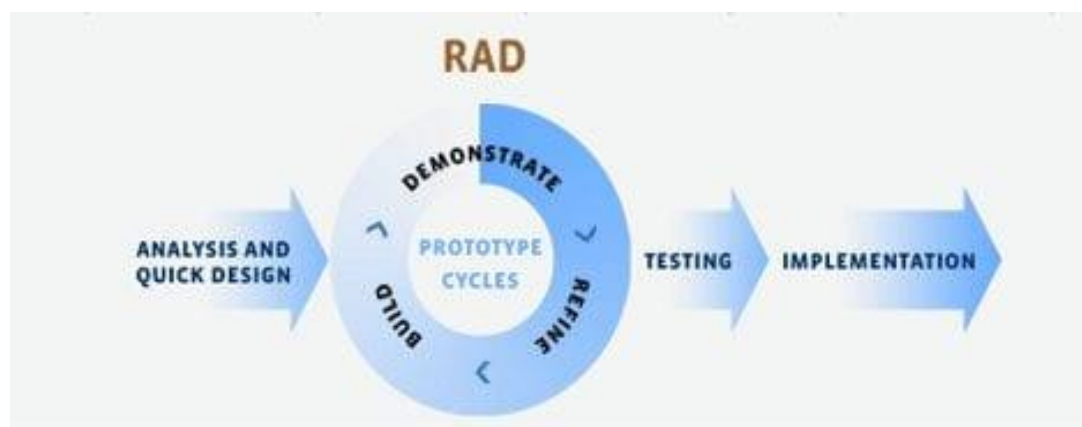 RAD
ANALYSIS AND
QUICK DESIGN
DEMONSTRATE
PROTOTYPE
CYCLES
BUILD
REFINE
TESTING
IMPLEMENTATION